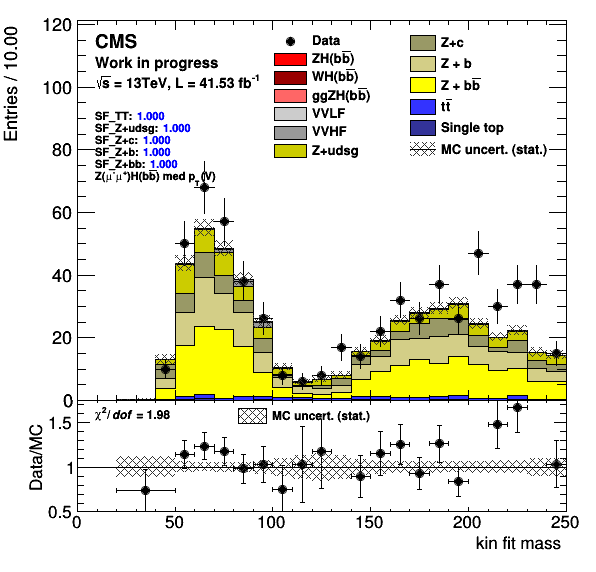 CMS
Work in progress
√s = 13TeV, L = 41.53 fb⁻¹
SF_TT: 1.000
SF_Z+udsg: 1.000
SF_Z+c: 1.000
SF_Z+b: 1.000
SF_Z+bb: 1.000
Z(μ⁻μ⁺)H(bb̅) med p_T(V)
Data
ZH(bb̅)
WH(bb̅)
ggZH(bb̅)
VVLF
VVHF
Z+udsg
Z+c
Z + b
Z + bb̅
tt̅
Single top
MC uncert. (stat.)
Entries / 10.00
120
100
80
60
40
20
0
χ²/dof = 1.98
MC uncert. (stat.)
Data/MC
1.5
1
0.5
0 50 100 150 200 250
kin fit mass